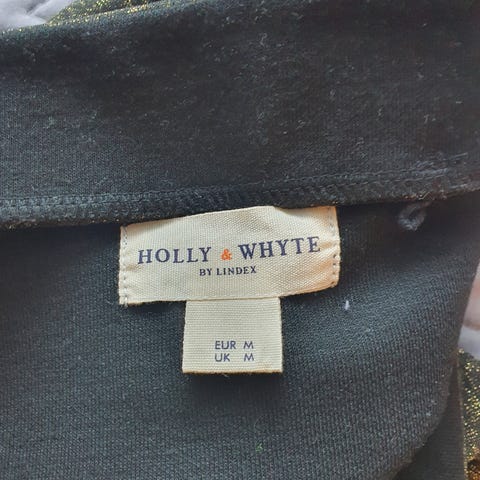 HOLLY & WHYTE
BY LINDEX
EUR M
UK M